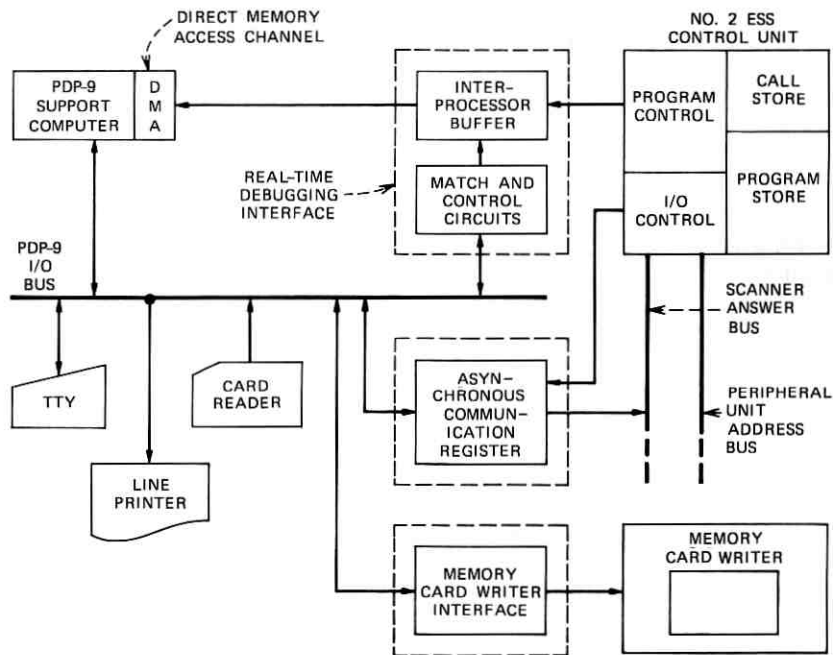 DIRECT MEMORY
ACCESS CHANNEL
NO. 2 ESS
CONTROL UNIT
PDP-9
SUPPORT
COMPUTER
D
M
A
INTER-
PROCESSOR
BUFFER
PROGRAM
CONTROL
CALL
STORE
REAL-TIME
DEBUGGING
INTERFACE
MATCH AND
CONTROL
CIRCUITS
I/O
CONTROL
PROGRAM
STORE
PDP-9
I/O
BUS
SCANNER
ANSWER
BUS
TTY
CARD
READER
ASYN-
CHRONOUS
COMMUN-
ICATION
REGISTER
PERIPHERAL
UNIT
ADDRESS
BUS
LINE
PRINTER
MEMORY
CARD WRITER
INTERFACE
MEMORY
CARD WRITER